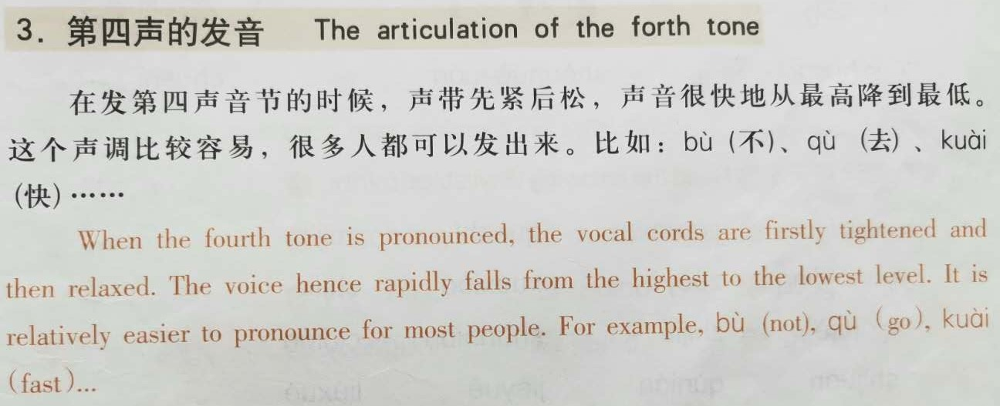 3. 第四声的发音 The articulation of the forth tone
在发第四声音节的时候，声带先紧后松，声音很快地从最高降到最低。
这个声调比较容易，很多人都可以发出来。比如：bù (不)、qù (去)、kuài
(快)……
When the fourth tone is pronounced, the vocal cords are firstly tightened and
then relaxed. The voice hence rapidly falls from the highest to the lowest level. It is
relatively easier to pronounce for most people. For example, bù (not), qù (go), kuài
(fast)...